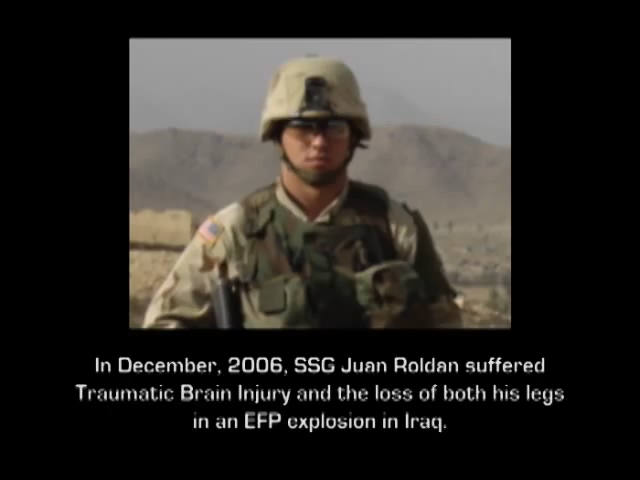 In December, 2006, SSG Juan Roldan suffered
Traumatic Brain Injury and the loss of both his legs
in an EFP explosion in Iraq.